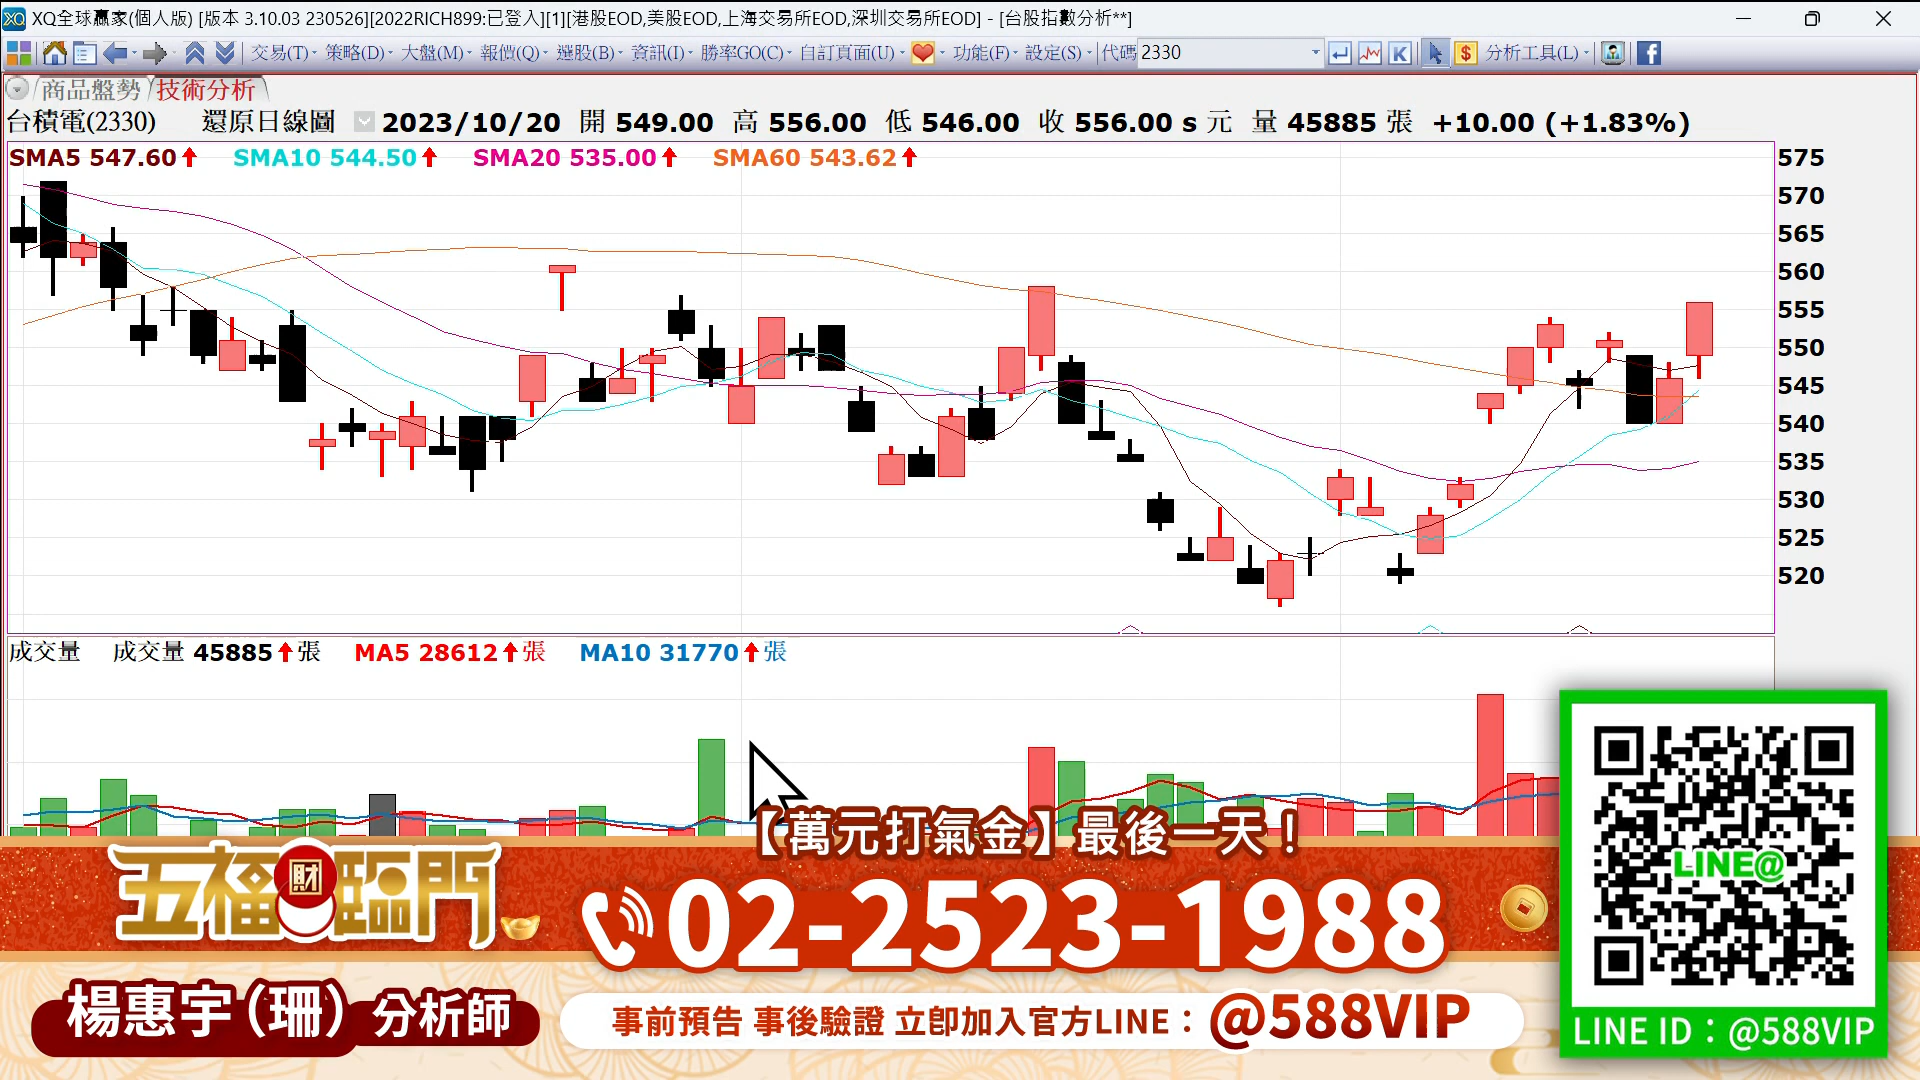 XQ全球贏家(個人版) [版本 3.10.03 230526][2022RICH899:已登入][1][港股EOD,美股EOD,上海交易所EOD,深圳交易所EOD] - [台股指數分析**]
交易(T) 策略(D) 大盤(M) 報價(Q) 選股(B) 資訊(I) 勝率GO(C) 自訂頁面(U) 功能(F) 設定(S) 代碼 2330 K $ 分析工具(L) f
商品盤勢 技術分析
台積電(2330) 還原日線圖 2023/10/20 開 549.00 高 556.00 低 546.00 收 556.00 s 元 量 45885 張 +10.00 (+1.83%)
SMA5 547.60 SMA10 544.50 SMA20 535.00 SMA60 543.62
575
570
565
560
555
550
545
540
535
530
525
520
成交量 成交量 45885 張 MA5 28612 張 MA10 31770 張
【萬元打氣金】最後一天!
五福臨門
財
02-2523-1988
楊惠宇(珊) 分析師
事前預告 事後驗證 立即加入官方LINE:@588VIP
LINE@
LINE ID:@588VIP